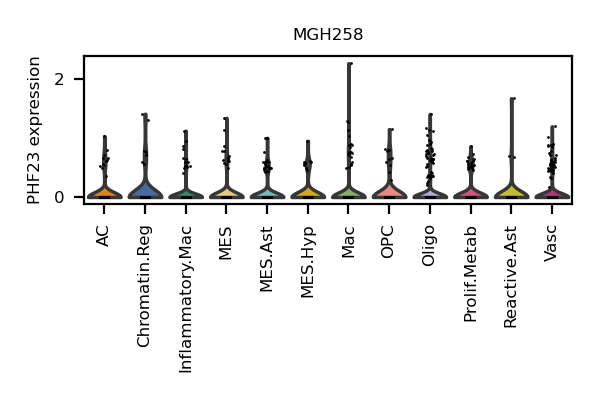 MGH258
PHF23 expression
2
0
AC
Chromatin.Reg
Inflammatory.Mac
MES
MES.Ast
MES.Hyp
Mac
OPC
Oligo
Prolif.Metab
Reactive.Ast
Vasc